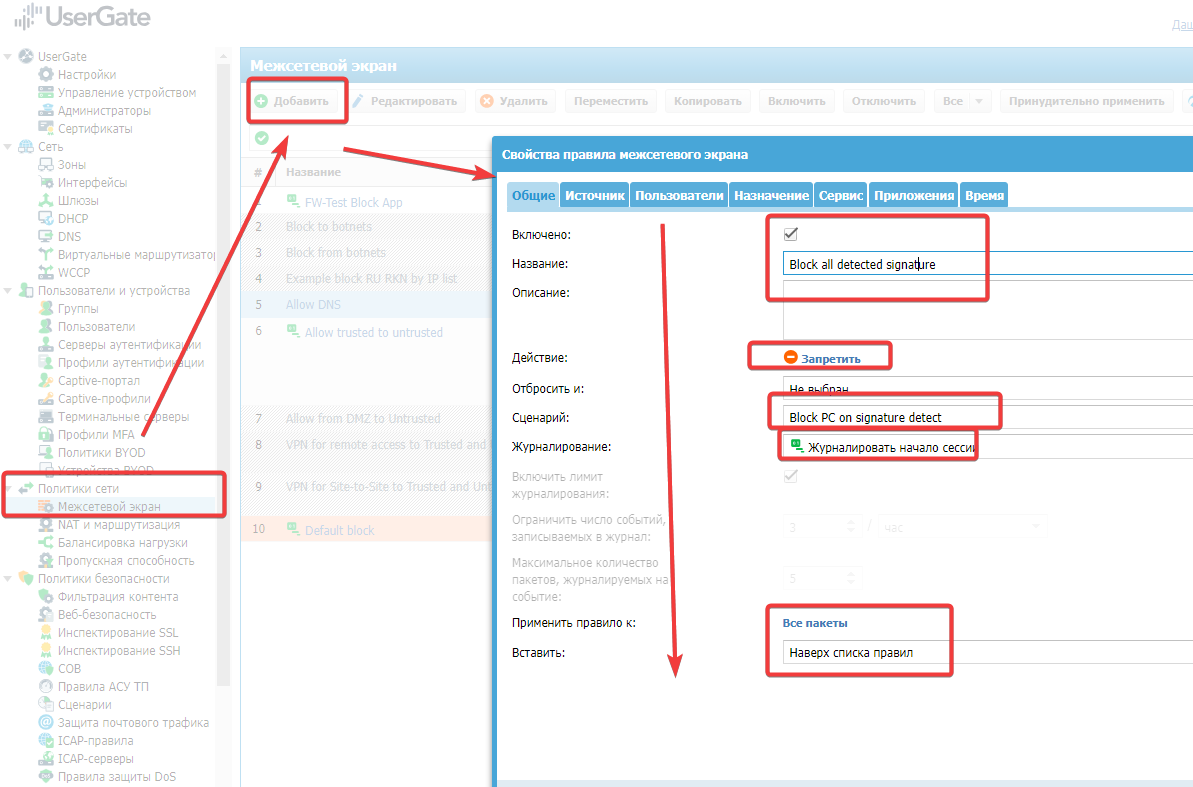 UserGate
Даш
UserGate
Настройки
Управление устройством
Администраторы
Сертификаты
Сеть
Зоны
Интерфейсы
Шлюзы
DHCP
DNS
Виртуальные маршрутизатор
WCCP
Пользователи и устройства
Группы
Пользователи
Серверы аутентификации
Профили аутентификации
Captive-портал
Captive-профили
Терминальные серверы
Профили MFA
Политики BYOD
Устройства BYOD
Политики сети
Межсетевой экран
NAT и маршрутизация
Балансировка нагрузки
Пропускная способность
Политики безопасности
Фильтрация контента
Веб-безопасность
Инспектирование SSL
Инспектирование SSH
СОВ
Правила АСУ ТП
Сценарии
Защита почтового трафика
ICAP-правила
ICAP-серверы
Правила защиты DoS
Межсетевой экран
Добавить Редактировать Удалить Переместить Копировать Включить Отключить Все Принудительно применить
# Название
1 FW-Test Block App
2 Block to botnets
3 Block from botnets
4 Example block RU RKN by IP list
5 Allow DNS
6 Allow trusted to untrusted
7 Allow from DMZ to Untrusted
8 VPN for remote access to Trusted and
9 VPN for Site-to-Site to Trusted and Unt
10 Default block
Свойства правила межсетевого экрана
Общие Источник Пользователи Назначение Сервис Приложения Время
Включено:
Название: Block all detected signature
Описание:
Действие: Запретить
Отбросить и: Не выбран
Сценарий: Block PC on signature detect
Журналирование: Журналировать начало сессии
Включить лимит
журналирования:
Ограничить число событий,
записываемых в журнал: 3 / час
Максимальное количество
пакетов, журналируемых на
событие: 5
Применить правило к: Все пакеты
Вставить: Наверх списка правил